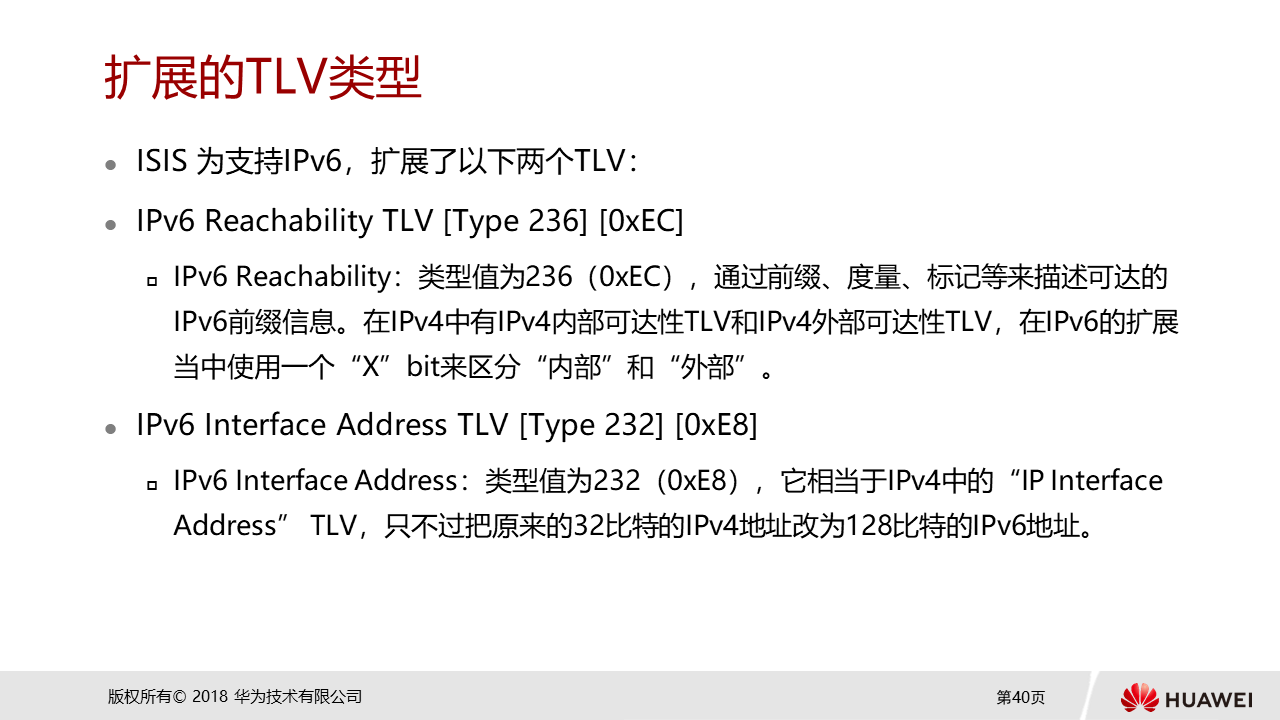 扩展的TLV类型
ISIS 为支持IPv6，扩展了以下两个TLV：
IPv6 Reachability TLV [Type 236] [0xEC]
IPv6 Reachability：类型值为236（0xEC），通过前缀、度量、标记等来描述可达的
IPv6前缀信息。在IPv4中有IPv4内部可达性TLV和IPv4外部可达性TLV，在IPv6的扩展
当中使用一个“X”bit来区分“内部”和“外部”。
IPv6 Interface Address TLV [Type 232] [0xE8]
IPv6 Interface Address：类型值为232（0xE8），它相当于IPv4中的“IP Interface
Address” TLV，只不过把原来的32比特的IPv4地址改为128比特的IPv6地址。
版权所有© 2018 华为技术有限公司
第40页
HUAWEI